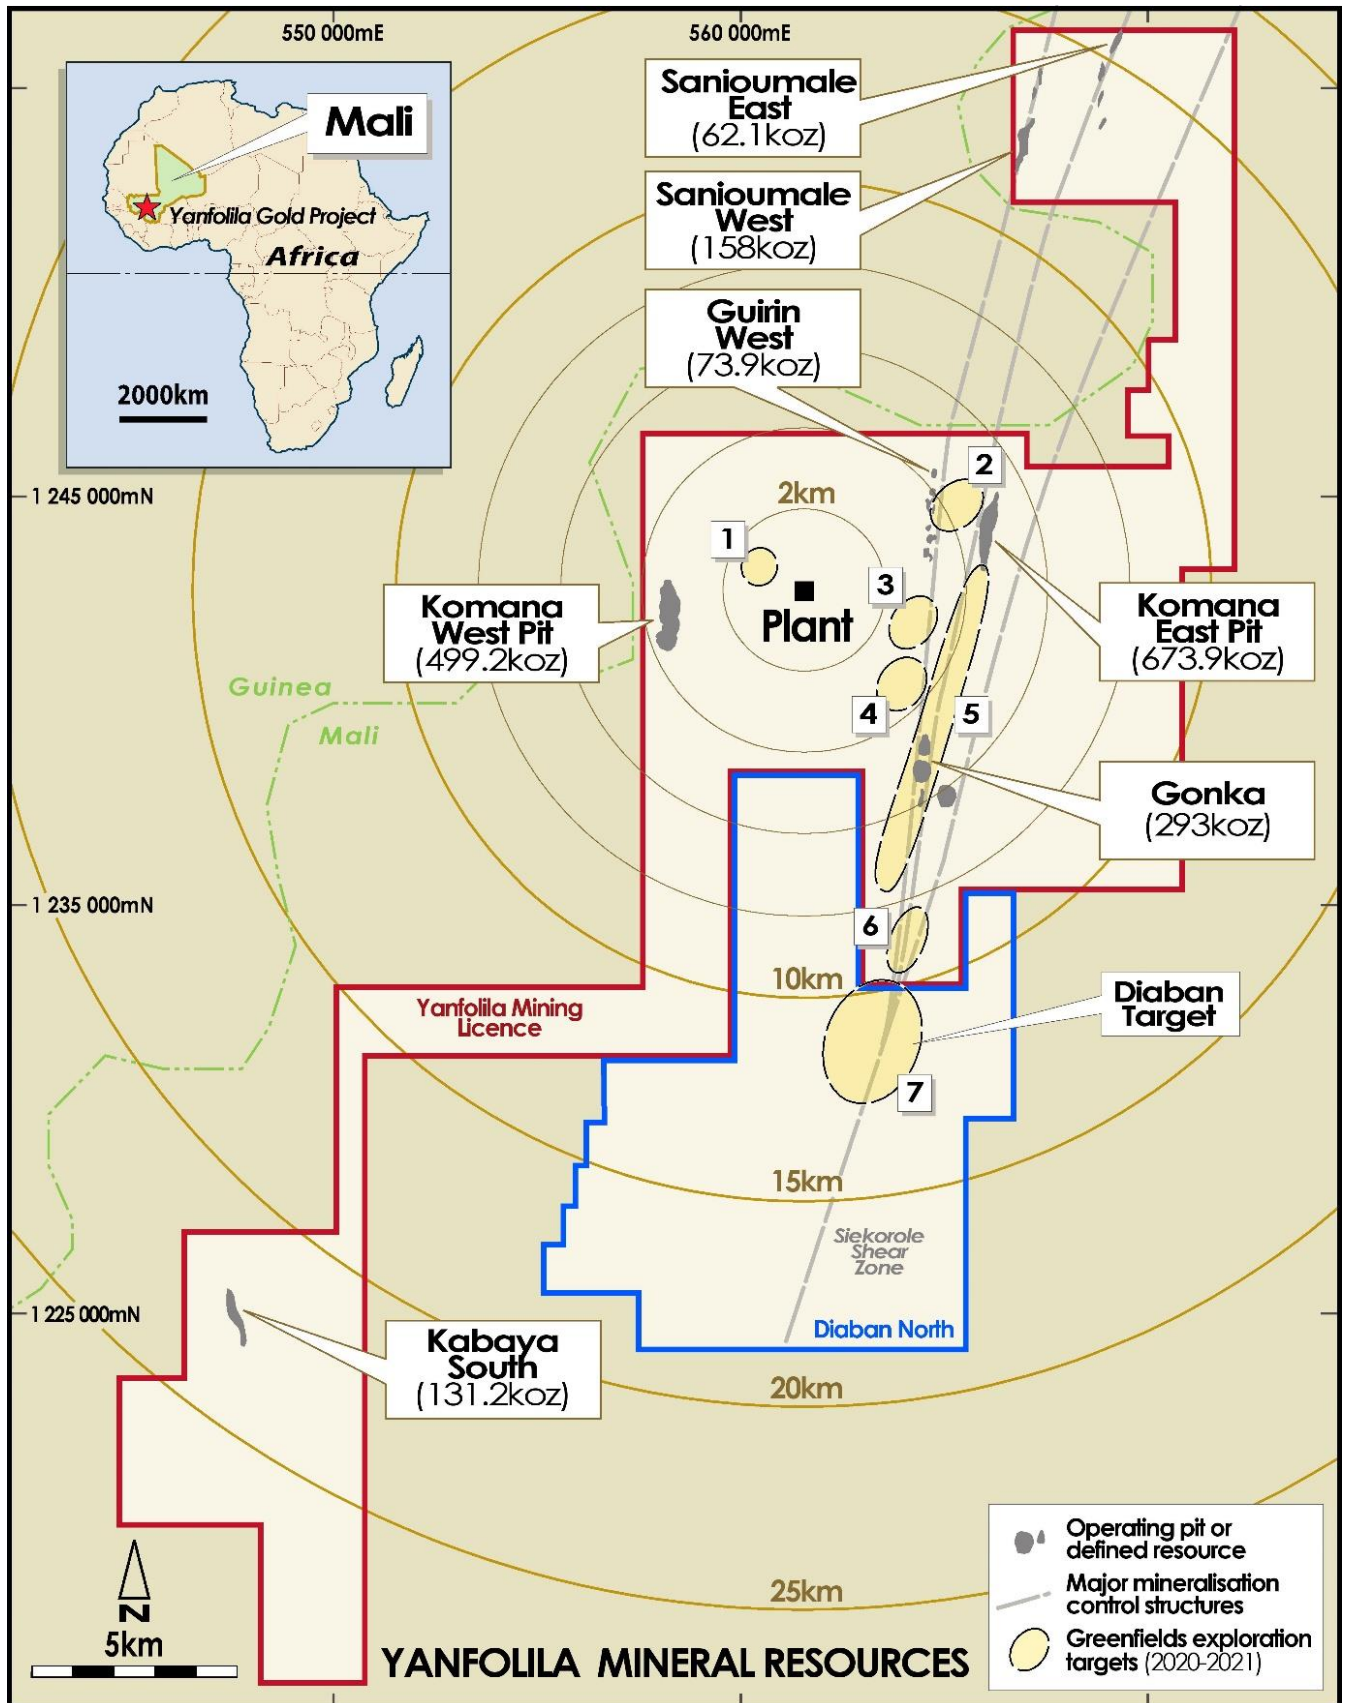 550 000mE
560 000mE
Mali
Yanfolila Gold Project
Africa
2000km
Sanioumale
East
(62.1koz)
Sanioumale
West
(158koz)
Guirin
West
(73.9koz)
1 245 000mN
2km
1
2
3
4
5
Plant
Komana
West Pit
(499.2koz)
Komana
East Pit
(673.9koz)
Guinea
Mali
Gonka
(293koz)
1 235 000mN
6
10km
Yanfolila Mining
Licence
Diaban
Target
7
15km
Siekorole
Shear
Zone
1 225 000mN
Diaban North
Kabaya
South
(131.2koz)
20km
25km
N
5km
YANFOLILA MINERAL RESOURCES
Operating pit or
defined resource
Major mineralisation
control structures
Greenfields exploration
targets (2020-2021)